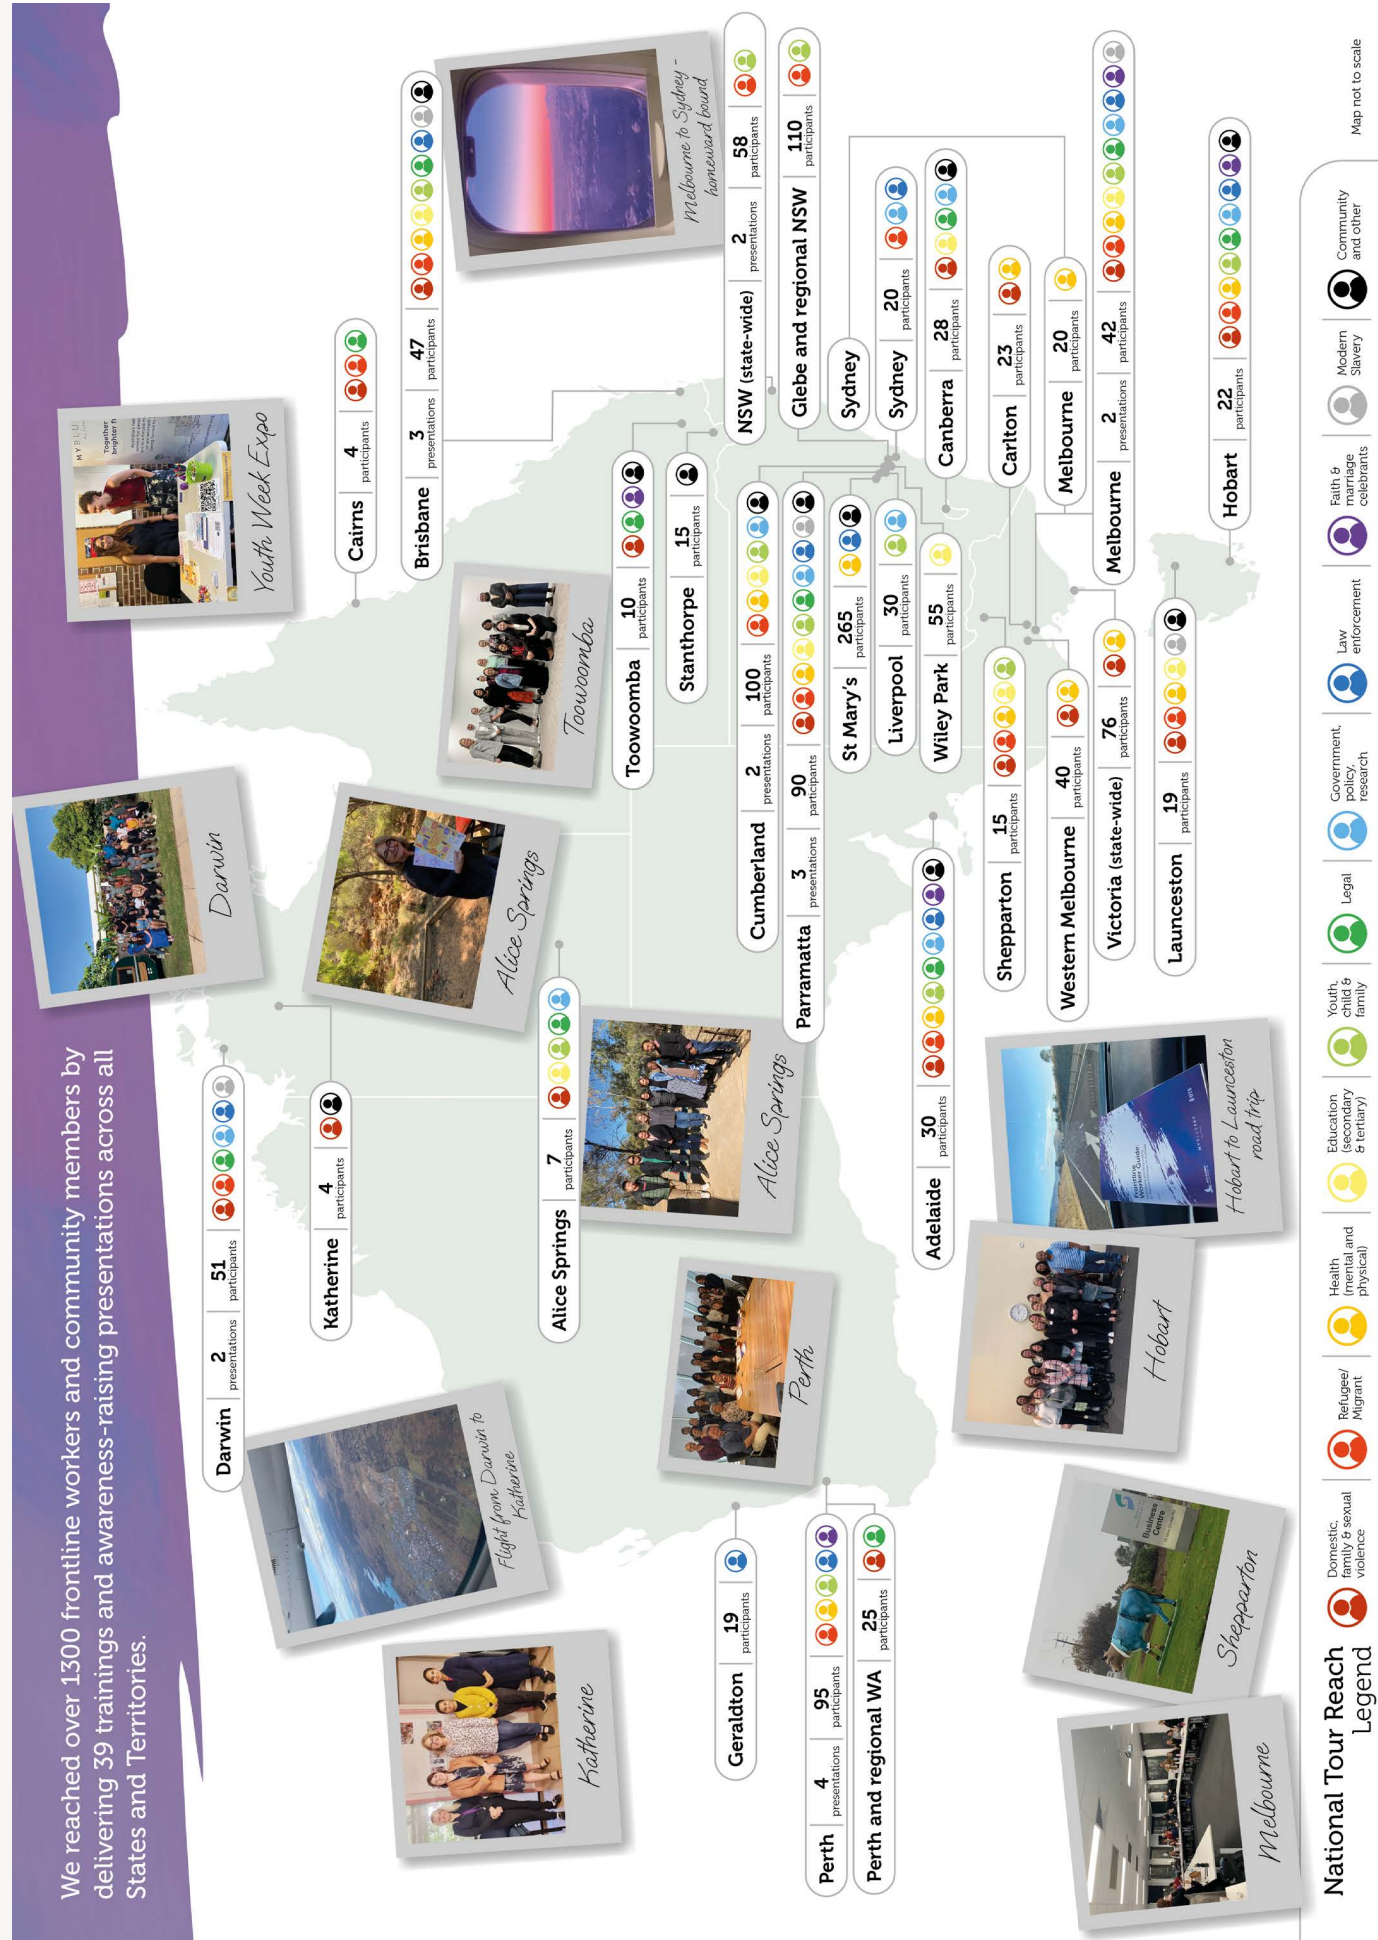 We reached over 1300 frontline workers and community members by
delivering 39 trainings and awareness-raising presentations across all
States and Territories.
Darwin
2
presentations
51
participants
Katherine
4
participants
Alice Springs
7
participants
Geraldton
19
participants
Perth
4
presentations
95
participants
Perth and regional WA
25
participants
Adelaide
30
participants
Cairns
4
participants
Brisbane
3
presentations
47
participants
Toowoomba
10
participants
Stanthorpe
15
participants
NSW (state-wide)
2
presentations
58
participants
Glebe and regional NSW
110
participants
Cumberland
2
presentations
100
participants
Parramatta
3
presentations
90
participants
St Mary's
265
participants
Liverpool
30
participants
Wiley Park
55
participants
Sydney
Sydney
20
participants
Canberra
28
participants
Carlton
23
participants
Melbourne
20
participants
Melbourne
2
presentations
42
participants
Shepparton
15
participants
Western Melbourne
40
participants
Victoria (state-wide)
76
participants
Launceston
19
participants
Hobart
22
participants
Katherine
Flight from Darwin to
Katherine
Darwin
Alice Springs
Alice Springs
Youth Week Expo
MYBLU
Together
brighter f
Toowoomba
Melbourne to Sydney -
homeward bound
Perth
Hobart
Hobart to Launceston
road trip
Frontline
Worker Guide
Shepparton
Business
Centre
Melbourne
National Tour Reach
Legend
Domestic,
family & sexual
violence
Refugee/
Migrant
Health
(mental and
physical)
Education
(secondary
& tertiary)
Youth,
child &
family
Legal
Government,
policy,
research
Law
enforcement
Faith &
marriage
celebrants
Modern
Slavery
Community
and other
Map not to scale